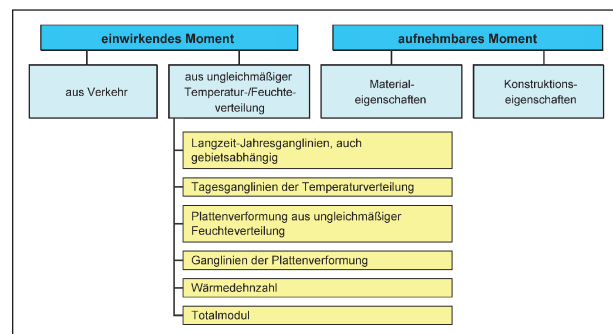 einwirkendes Moment
aufnehmbares Moment
aus Verkehr
aus ungleichmäßiger
Temperatur-/Feuchte-
verteilung
Material-
eigenschaften
Konstruktions-
eigenschaften
Langzeit-Jahresganglinien, auch
gebietsabhängig
Tagesganglinien der Temperaturverteilung
Plattenverformung aus ungleichmäßiger
Feuchteverteilung
Ganglinien der Plattenverformung
Wärmedehnzahl
Totalmodul